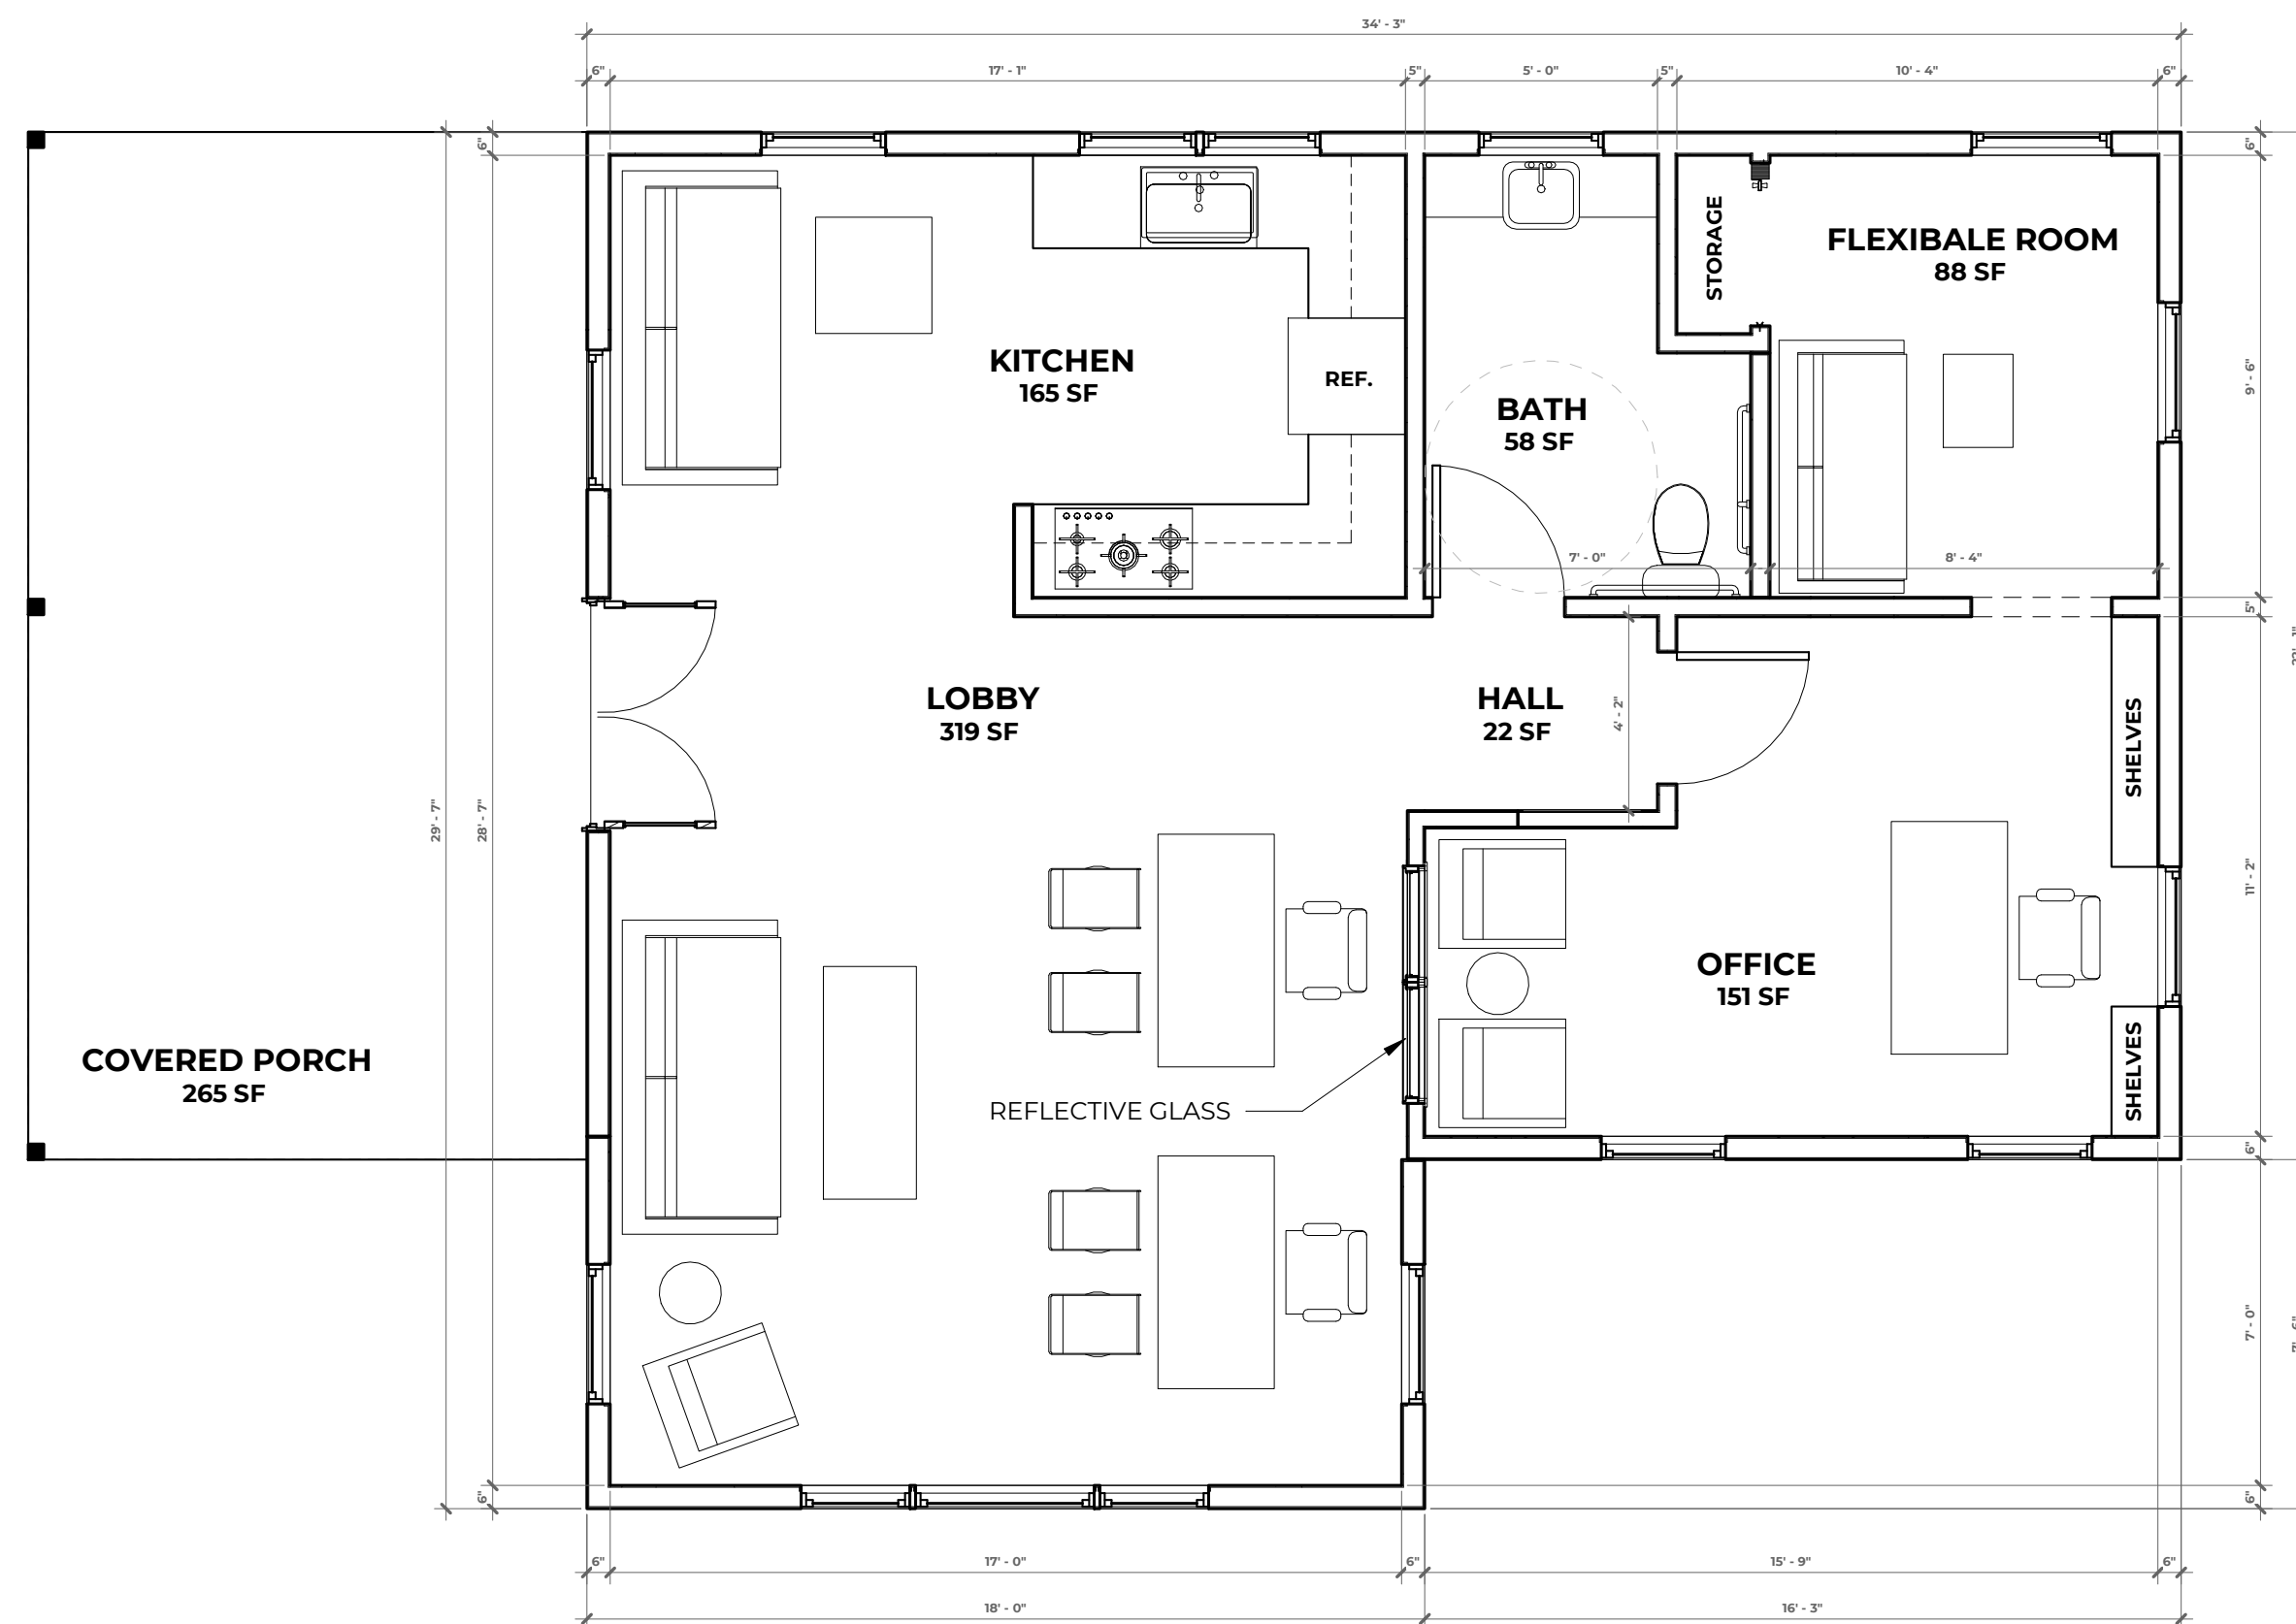 34' - 3"
6"
17' - 1"
5"
5' - 0"
5"
10' - 4"
6"
6"
6"
STORAGE
FLEXIBALE ROOM
88 SF
KITCHEN
165 SF
REF.
BATH
58 SF
9' - 6"
7' - 0"
8' - 4"
5"
LOBBY
319 SF
HALL
22 SF
4' - 2"
SHELVES
29' - 7"
28' - 7"
11' - 2"
OFFICE
151 SF
COVERED PORCH
265 SF
REFLECTIVE GLASS
SHELVES
6"
7' - 0"
6"
6"
6"
17' - 0"
6"
15' - 9"
6"
18' - 0"
16' - 3"